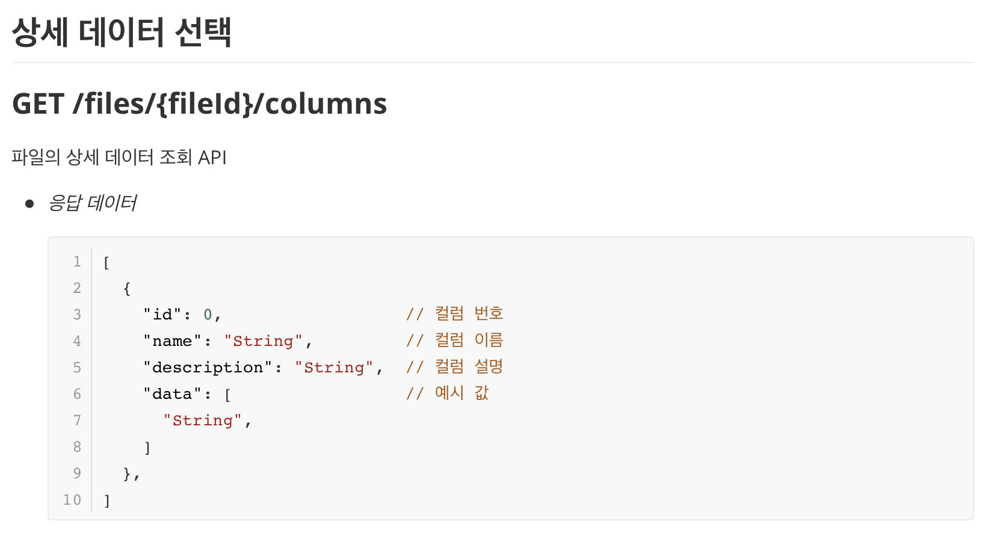 상세 데이터 선택
GET /files/{fileId}/columns
파일의 상세 데이터 조회 API
• 응답 데이터
1 [
2   {
3     "id": 0,                  // 컬럼 번호
4     "name": "String",         // 컬럼 이름
5     "description": "String",  // 컬럼 설명
6     "data": [                 // 예시 값
7       "String",
8     ]
9   },
10 ]